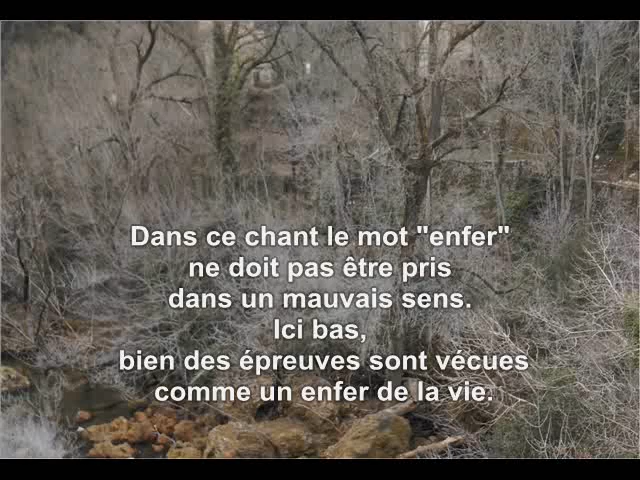 Dans ce chant le mot "enfer"
ne doit pas être pris
dans un mauvais sens.
Ici bas,
bien des épreuves sont vécues
comme un enfer de la vie.